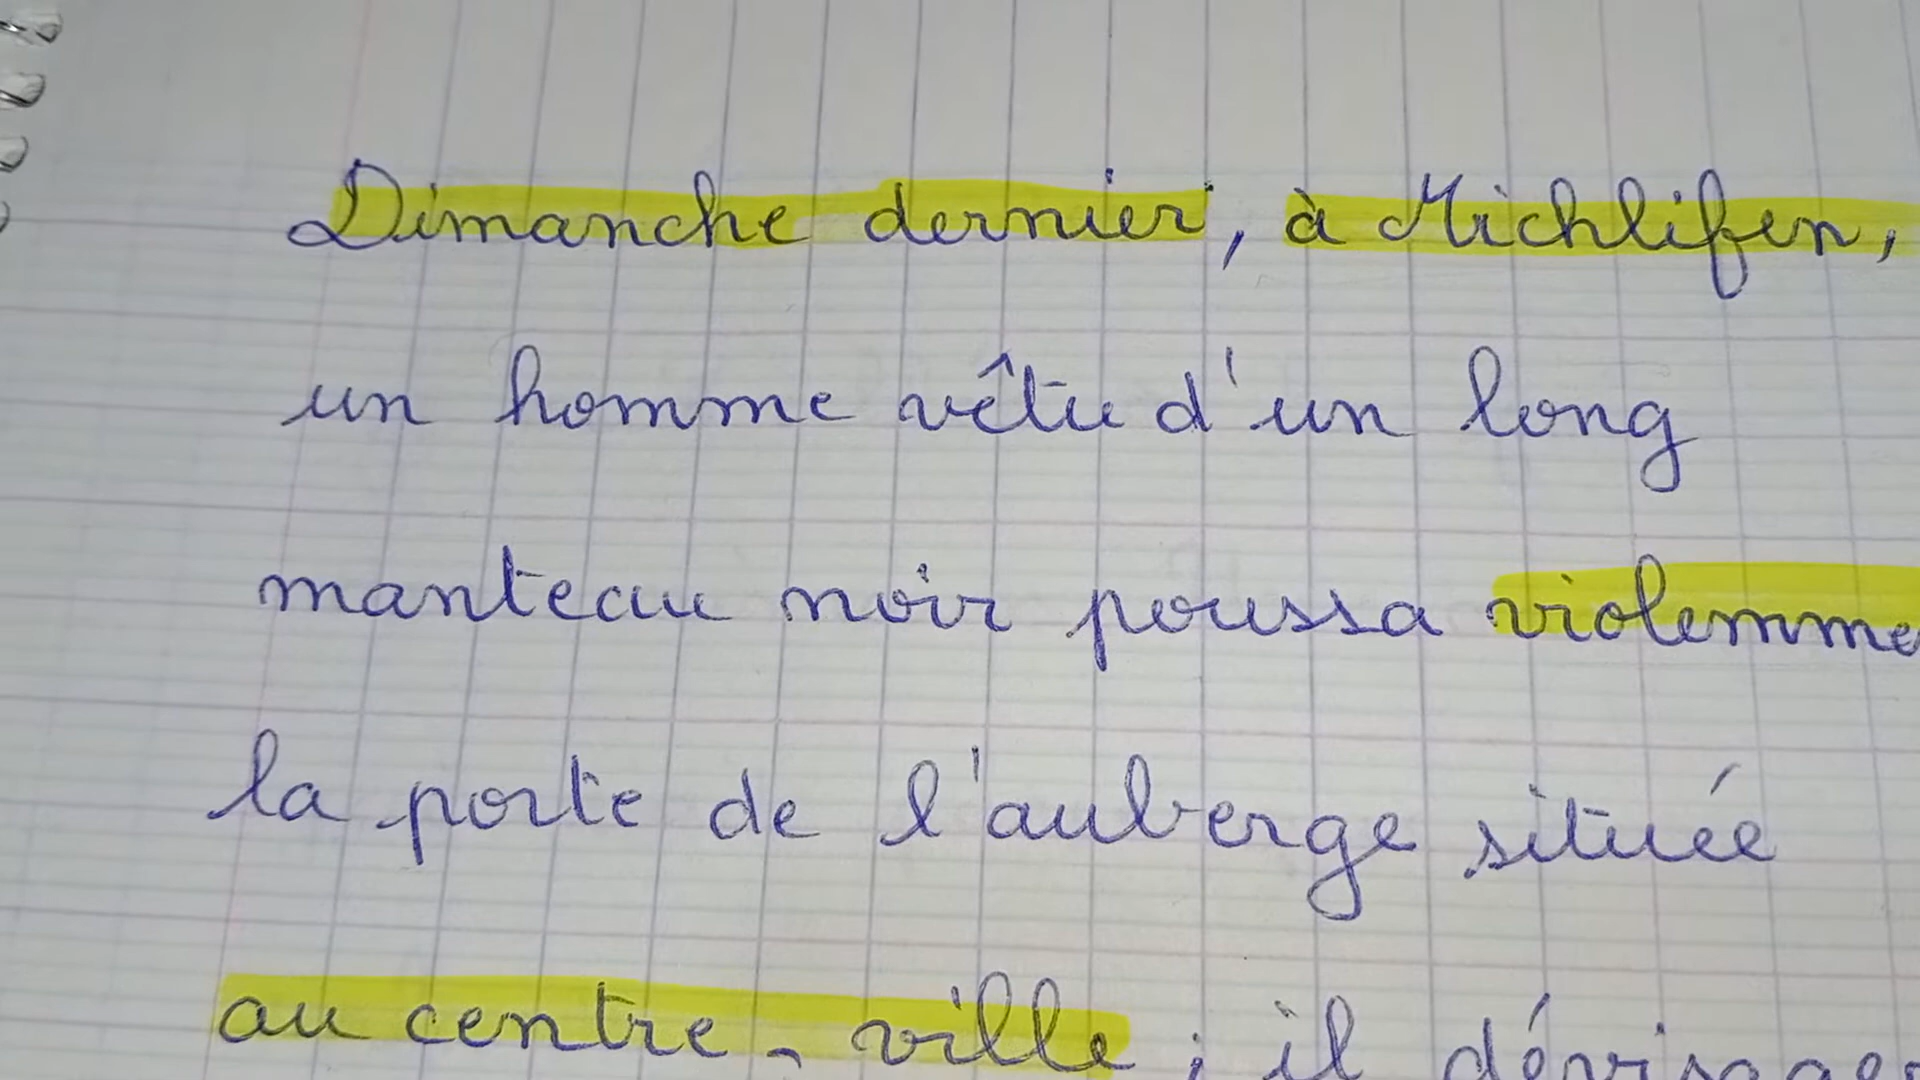 Dimanche dernier, à Michlifen,
un homme vêtu d'un long
manteau noir poussa violemme
la porte de l'auberge située
au centre-ville ; il dévisage